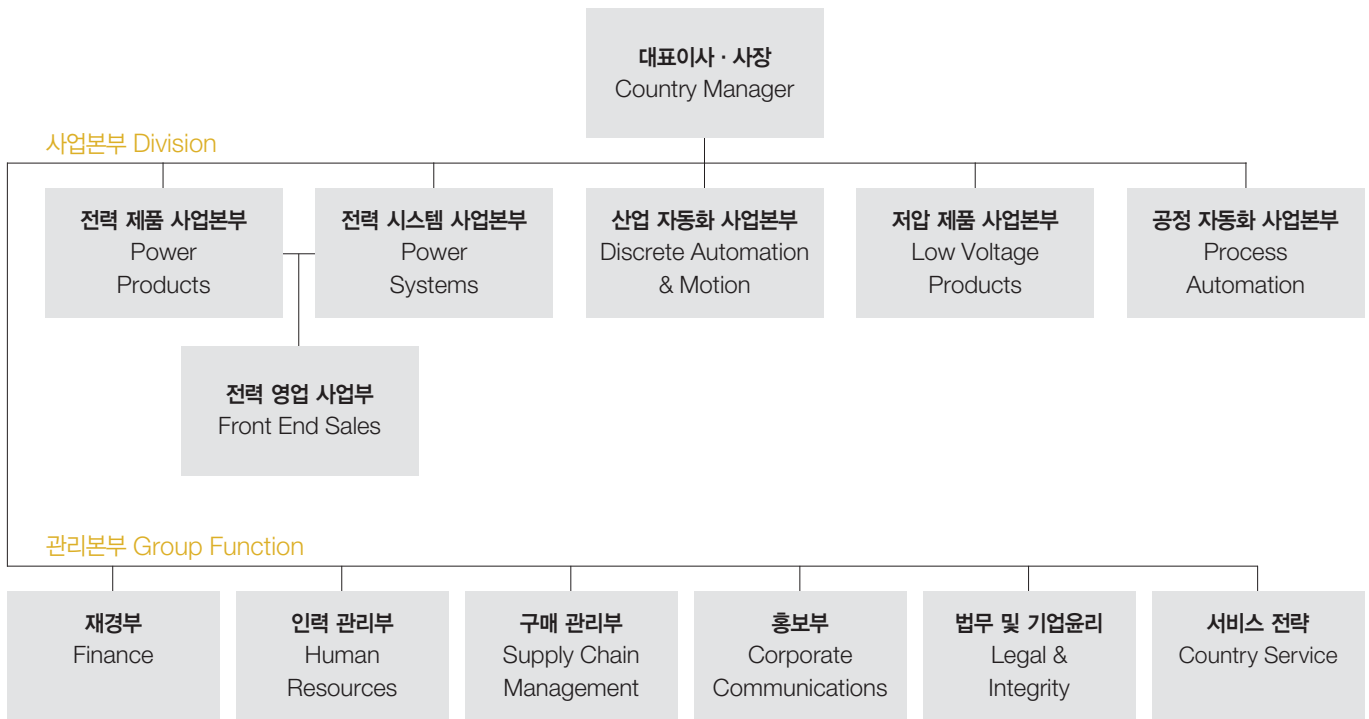 대표이사 · 사장
Country Manager
사업본부 Division
전력 제품 사업본부
Power
Products
전력 시스템 사업본부
Power
Systems
산업 자동화 사업본부
Discrete Automation
& Motion
저압 제품 사업본부
Low Voltage
Products
공정 자동화 사업본부
Process
Automation
전력 영업 사업부
Front End Sales
관리본부 Group Function
재경부
Finance
인력 관리부
Human
Resources
구매 관리부
Supply Chain
Management
홍보부
Corporate
Communications
법무 및 기업윤리
Legal &
Integrity
서비스 전략
Country Service